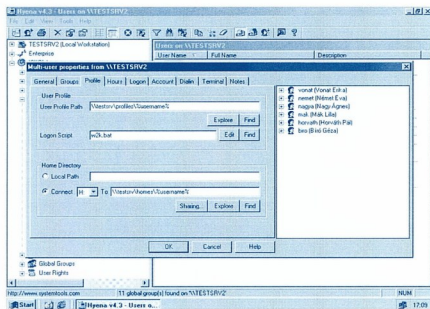 Hyena v4.3 - Users on '\\TESTSRV2'
File Edit View Tools Help
TESTSRV2 (Local Workstation)
Enterprise
Users on '\\TESTSRV2'
User Name Full Name Description
Multi-user properties from \\TESTSRV2
General Groups Profile Hours Logon Account Dialin Terminal Notes
User Profile
User Profile Path \\testsrv\profiles\%username%
Explore Find
Logon Script w2k.bat Edit Find
Home Directory
Local Path
Connect H: To \\testsrv\homes\%username%
Sharing... Explore Find
vonat (Vonat Erika)
nemet (Német Éva)
nagya (Nagy Ágnes)
mak (Mák Lilla)
horvath (Horváth Pál)
biro (Bíró Géza)
OK Cancel Help
Global Groups
User Rights
http://www.systemtools.com 11 global group(s) found on '\\TESTSRV2' NUM
Start Hyena v4.3 - Users o... 17:09